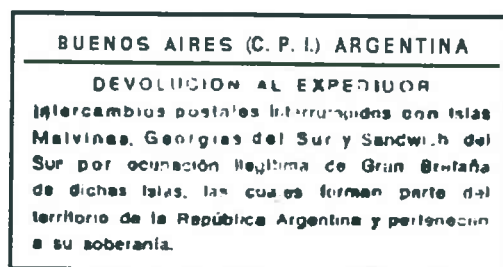 BUENOS AIRES (C. P. I.) ARGENTINA
DEVOLUCION AL EXPEDIDOR
Intercambios postales interrumpidos con Islas
Malvinas, Georgias del Sur y Sandwich del
Sur por ocupación ilegítima de Gran Bretaña
de dichas islas, las cuales forman parte del
territorio de la República Argentina y pertenecen
a su soberanía.